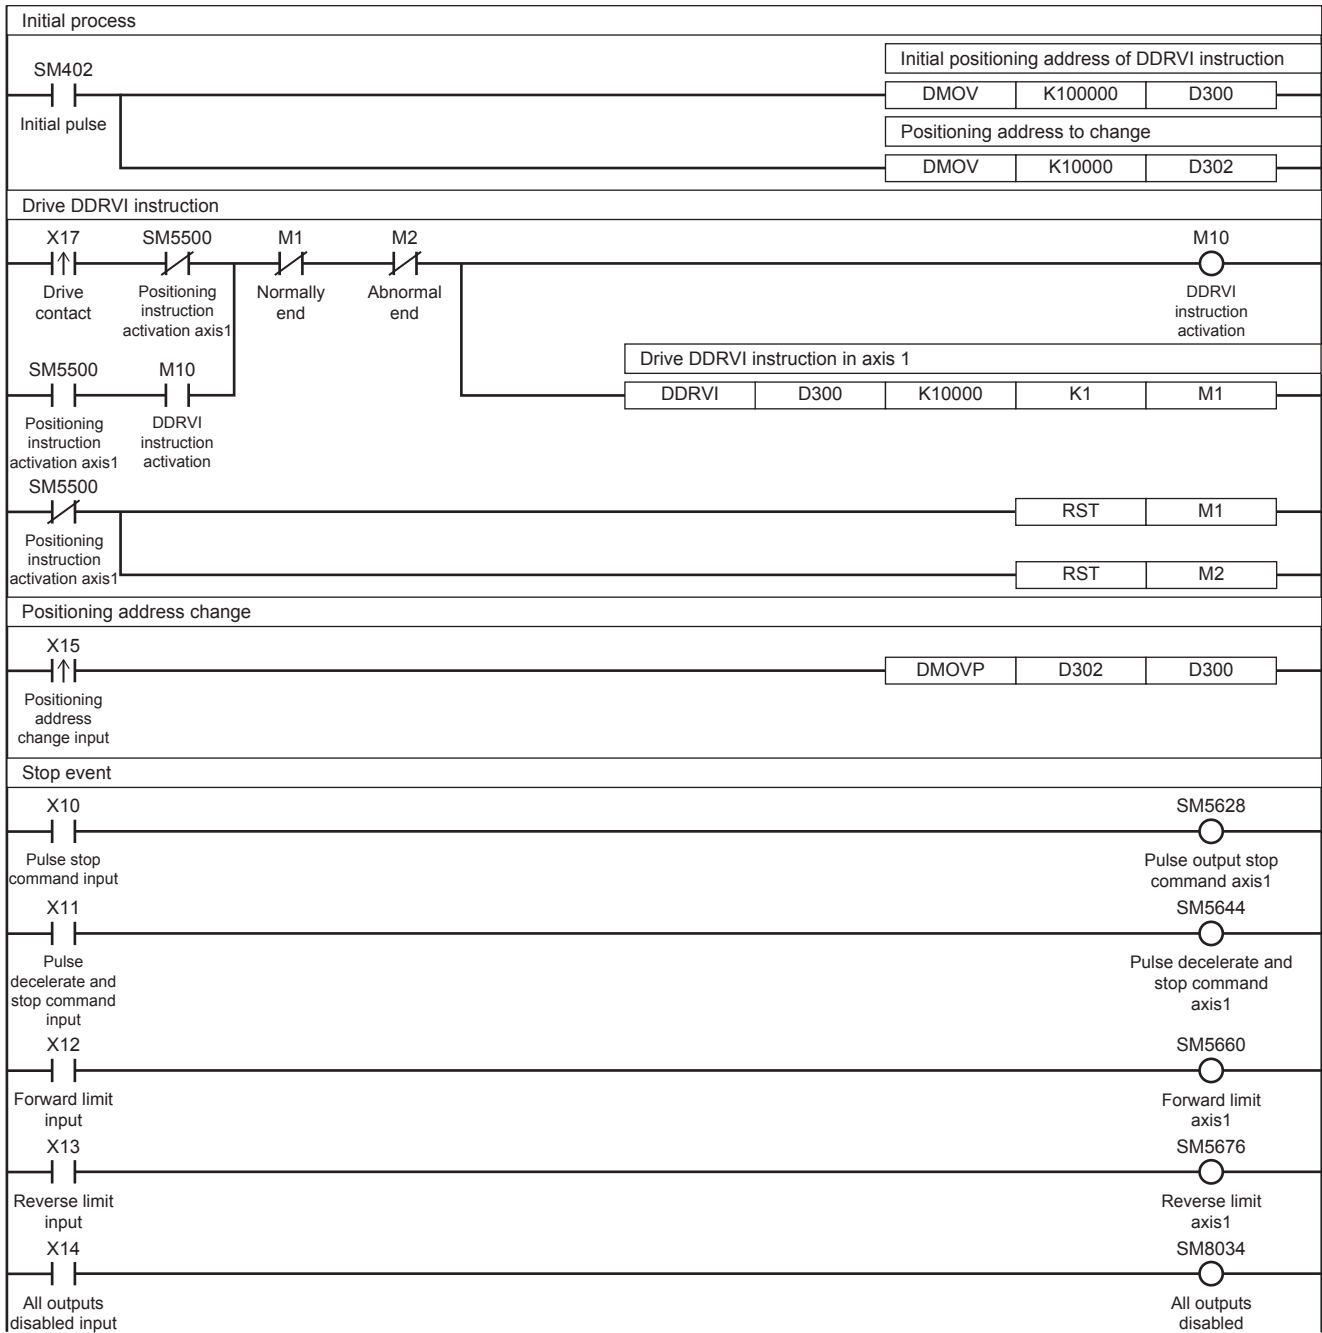 Initial process
Initial positioning address of DDRVI instruction
SM402
DMOV K100000 D300
Initial pulse
Positioning address to change
DMOV K10000 D302
Drive DDRVI instruction
X17 SM5500 M1 M2 M10
Drive Positioning Normally Abnormal DDRVI
contact instruction end end instruction
activation axis1 activation
Drive DDRVI instruction in axis 1
SM5500 M10
DDRVI D300 K10000 K1 M1
Positioning DDRVI
instruction instruction
activation axis1 activation
SM5500
RST M1
Positioning
instruction
activation axis1
RST M2
Positioning address change
X15
DMOVP D302 D300
Positioning
address
change input
Stop event
X10 SM5628
Pulse stop Pulse output stop
command input command axis1
X11 SM5644
Pulse Pulse decelerate and
decelerate and stop command
stop command axis1
input
X12 SM5660
Forward limit Forward limit
input axis1
X13 SM5676
Reverse limit Reverse limit
input axis1
X14 SM8034
All outputs All outputs
disabled input disabled